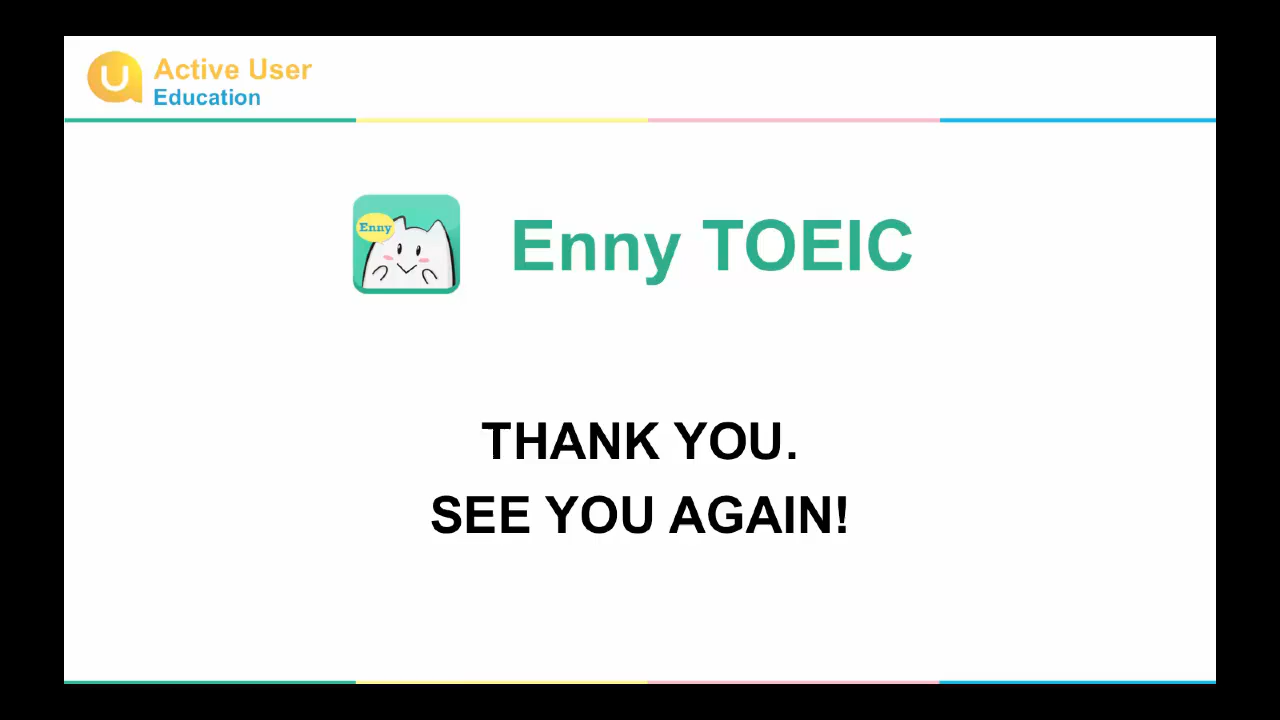 Active User
Education
Enny
Enny TOEIC
THANK YOU.
SEE YOU AGAIN!